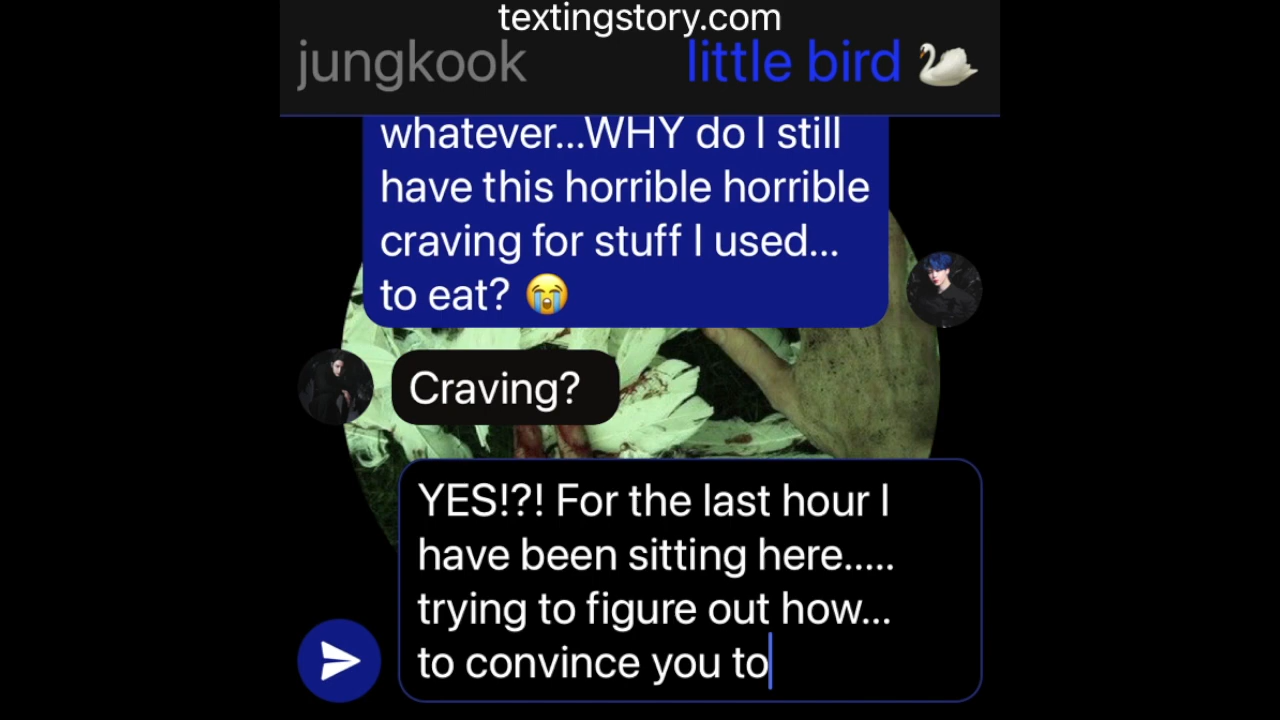 textingstory.com
jungkook
little bird 🦢
whatever...WHY do I still
have this horrible horrible
craving for stuff I used...
to eat? 😭
Craving?
YES!?! For the last hour I
have been sitting here.....
trying to figure out how...
to convince you to